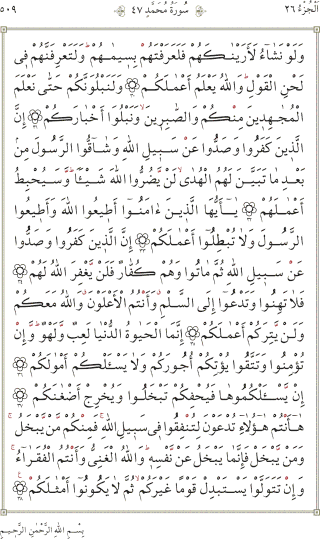 الجُزْءُ ٢٦ سُورَةُ مُحَمَّدٍ ٤٧ ٥٠٩
وَلَوْ نَشَآءُ لَأَرَيْنَٰكَهُمْ فَلَعَرَفْتَهُم بِسِيمَٰهُمْ ۚ وَلَتَعْرِفَنَّهُمْ فِى
لَحْنِ ٱلْقَوْلِ ۚ وَٱللَّهُ يَعْلَمُ أَعْمَٰلَكُمْ ۝ وَلَنَبْلُوَنَّكُمْ حَتَّىٰ نَعْلَمَ
ٱلْمُجَٰهِدِينَ مِنكُمْ وَٱلصَّٰبِرِينَ وَنَبْلُوَا۟ أَخْبَارَكُمْ ۝ إِنَّ
ٱلَّذِينَ كَفَرُوا۟ وَصَدُّوا۟ عَن سَبِيلِ ٱللَّهِ وَشَآقُّوا۟ ٱلرَّسُولَ مِنۢ
بَعْدِ مَا تَبَيَّنَ لَهُمُ ٱلْهُدَىٰ لَن يَضُرُّوا۟ ٱللَّهَ شَيْـًٔا وَسَيُحْبِطُ
أَعْمَٰلَهُمْ ۝ يَٰٓأَيُّهَا ٱلَّذِينَ ءَامَنُوٓا۟ أَطِيعُوا۟ ٱللَّهَ وَأَطِيعُوا۟
ٱلرَّسُولَ وَلَا تُبْطِلُوٓا۟ أَعْمَٰلَكُمْ ۝ إِنَّ ٱلَّذِينَ كَفَرُوا۟ وَصَدُّوا۟
عَن سَبِيلِ ٱللَّهِ ثُمَّ مَاتُوا۟ وَهُمْ كُفَّارٌ فَلَن يَغْفِرَ ٱللَّهُ لَهُمْ ۝
فَلَا تَهِنُوا۟ وَتَدْعُوٓا۟ إِلَى ٱلسَّلْمِ وَأَنتُمُ ٱلْأَعْلَوْنَ وَٱللَّهُ مَعَكُمْ
وَلَن يَتِرَكُمْ أَعْمَٰلَكُمْ ۝ إِنَّمَا ٱلْحَيَوٰةُ ٱلدُّنْيَا لَعِبٌ وَلَهْوٌ ۚ وَإِن
تُؤْمِنُوا۟ وَتَتَّقُوا۟ يُؤْتِكُمْ أُجُورَكُمْ وَلَا يَسْـَٔلْكُمْ أَمْوَٰلَكُمْ ۝
إِن يَسْـَٔلْكُمُوهَا فَيُحْفِكُمْ تَبْخَلُوا۟ وَيُخْرِجْ أَضْغَٰنَكُمْ ۝
هَٰٓأَنتُمْ هَٰٓؤُلَآءِ تُدْعَوْنَ لِتُنفِقُوا۟ فِى سَبِيلِ ٱللَّهِ فَمِنكُم مَّن يَبْخَلُ ۖ
وَمَن يَبْخَلْ فَإِنَّمَا يَبْخَلُ عَن نَّفْسِهِۦ ۚ وَٱللَّهُ ٱلْغَنِىُّ وَأَنتُمُ ٱلْفُقَرَآءُ ۚ
وَإِن تَتَوَلَّوْا۟ يَسْتَبْدِلْ قَوْمًا غَيْرَكُمْ ثُمَّ لَا يَكُونُوٓا۟ أَمْثَٰلَكُم ۝
بِسْمِ ٱللَّهِ ٱلرَّحْمَٰنِ ٱلرَّحِيمِ